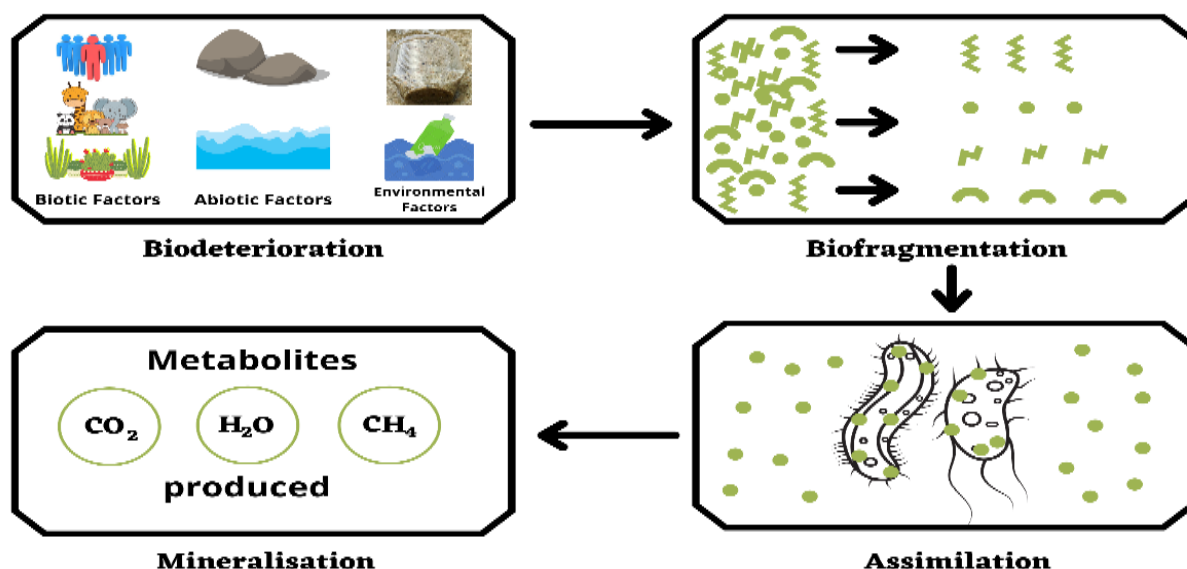 Biotic Factors
Abiotic Factors
Environmental
Factors
Biodeterioration
Biofragmentation
Metabolites
CO₂
H₂O
CH₄
produced
Mineralisation
Assimilation